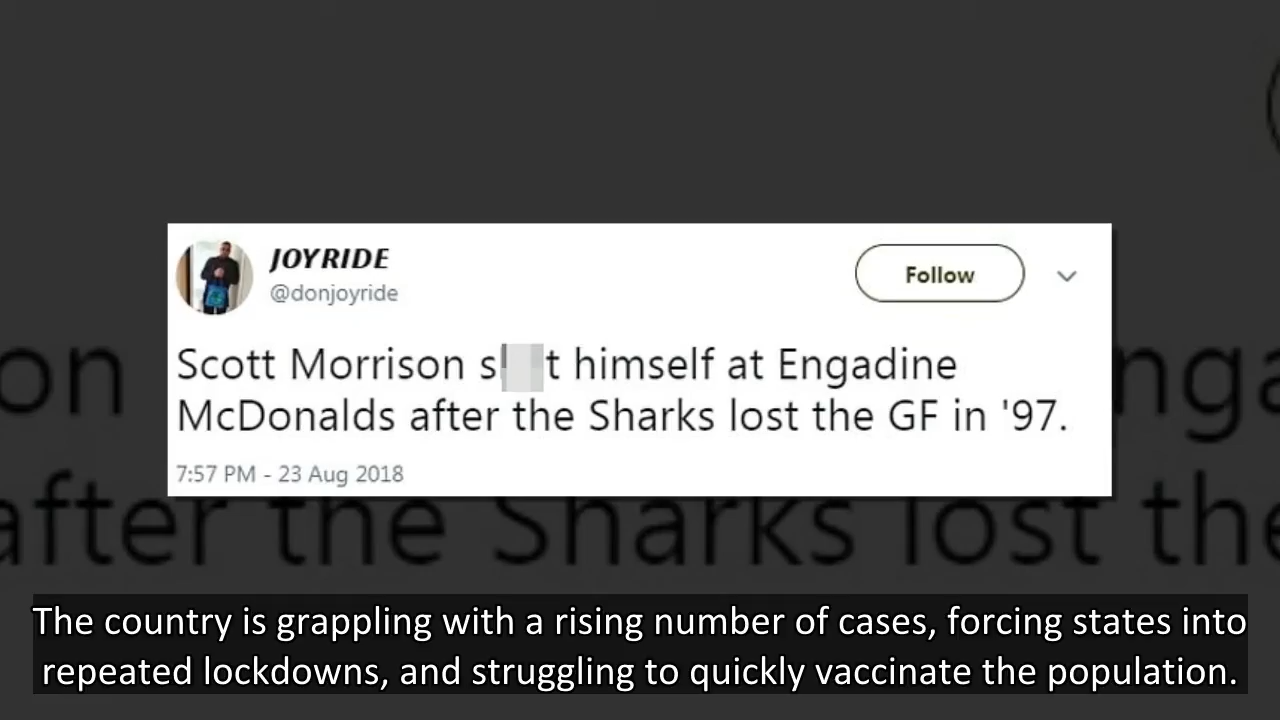 JOYRIDE
@donjoyride
Follow
Scott Morrison s t himself at Engadine
McDonalds after the Sharks lost the GF in '97.
7:57 PM - 23 Aug 2018
on
nga
after the Sharks lost the
The country is grappling with a rising number of cases, forcing states into
repeated lockdowns, and struggling to quickly vaccinate the population.